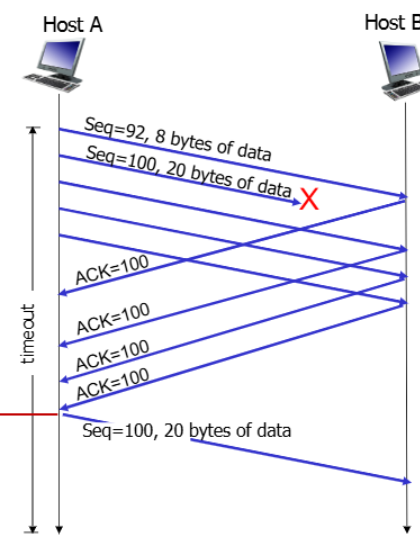 Host A
Host B
Seq=92, 8 bytes of data
Seq=100, 20 bytes of data
X
ACK=100
ACK=100
ACK=100
ACK=100
timeout
Seq=100, 20 bytes of data